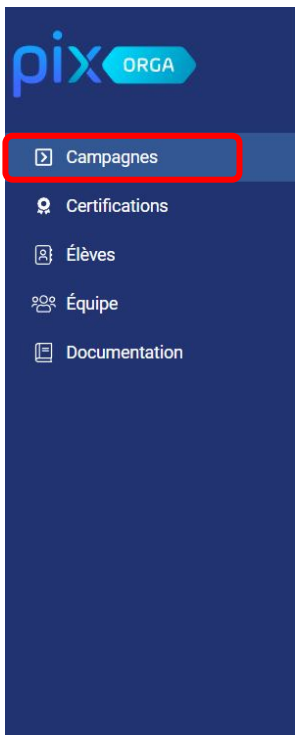 pix ORGA
Campagnes
Certifications
Élèves
Équipe
Documentation